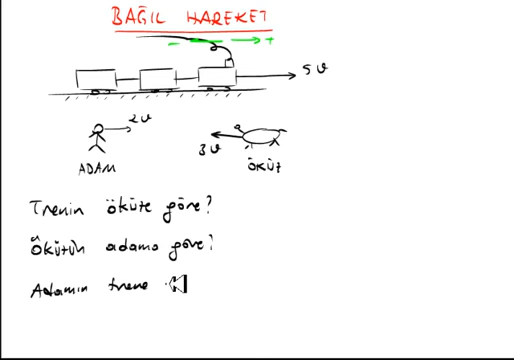 BAĞIL HAREKET
- +
5v
2v
3v
ADAM
ÖKÜZ
Trenin öküze göre?
Öküzün adama göre?
Adamın trene